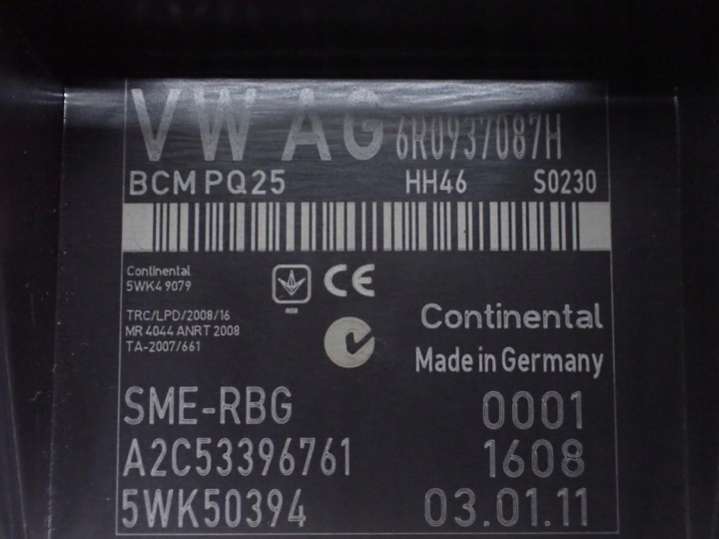 VW AG 6R0937087H
BCM PQ25 HH46 S0230
Continental
5WK4 9079
CE
TRC/LPD/2008/16
MR 4044 ANRT 2008
TA-2007/661
Continental
Made in Germany
SME-RBG 0001
A2C53396761 1608
5WK50394 03.01.11